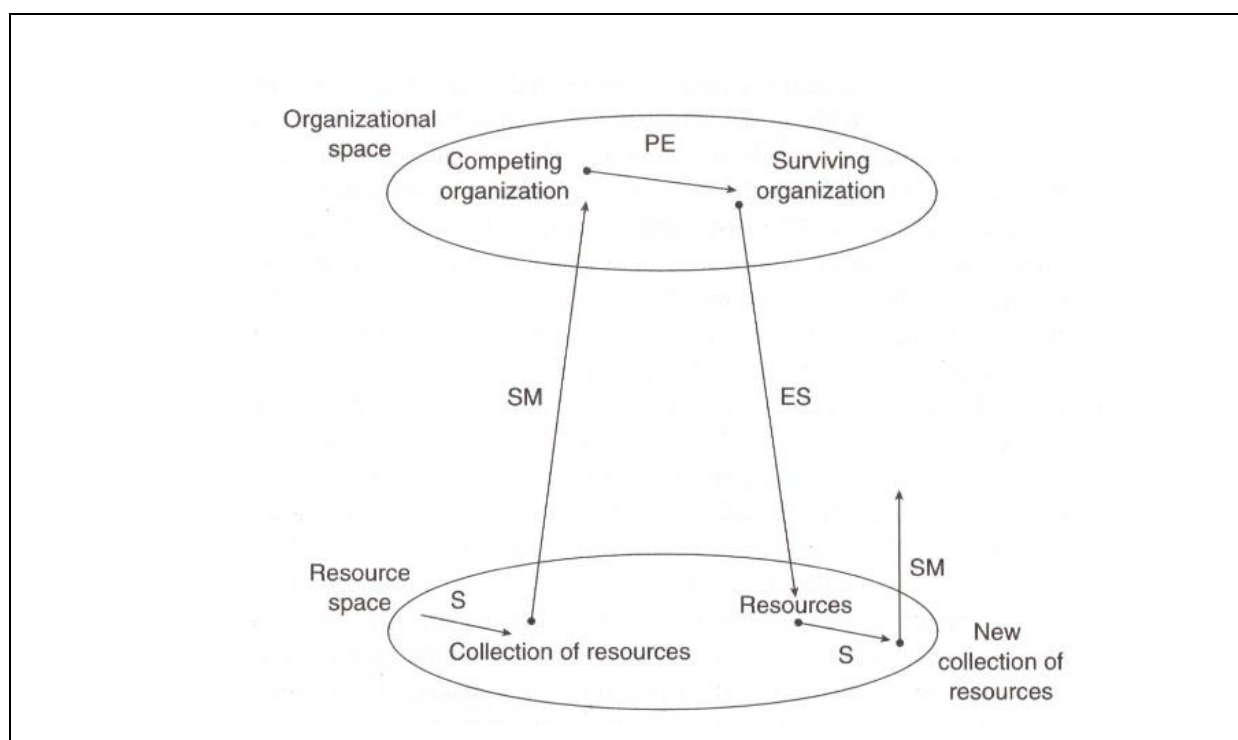 Organizational
space
PE
Competing
organization
Surviving
organization
SM
ES
Resource
space
S
Collection of resources
Resources
S
SM
New
collection of
resources